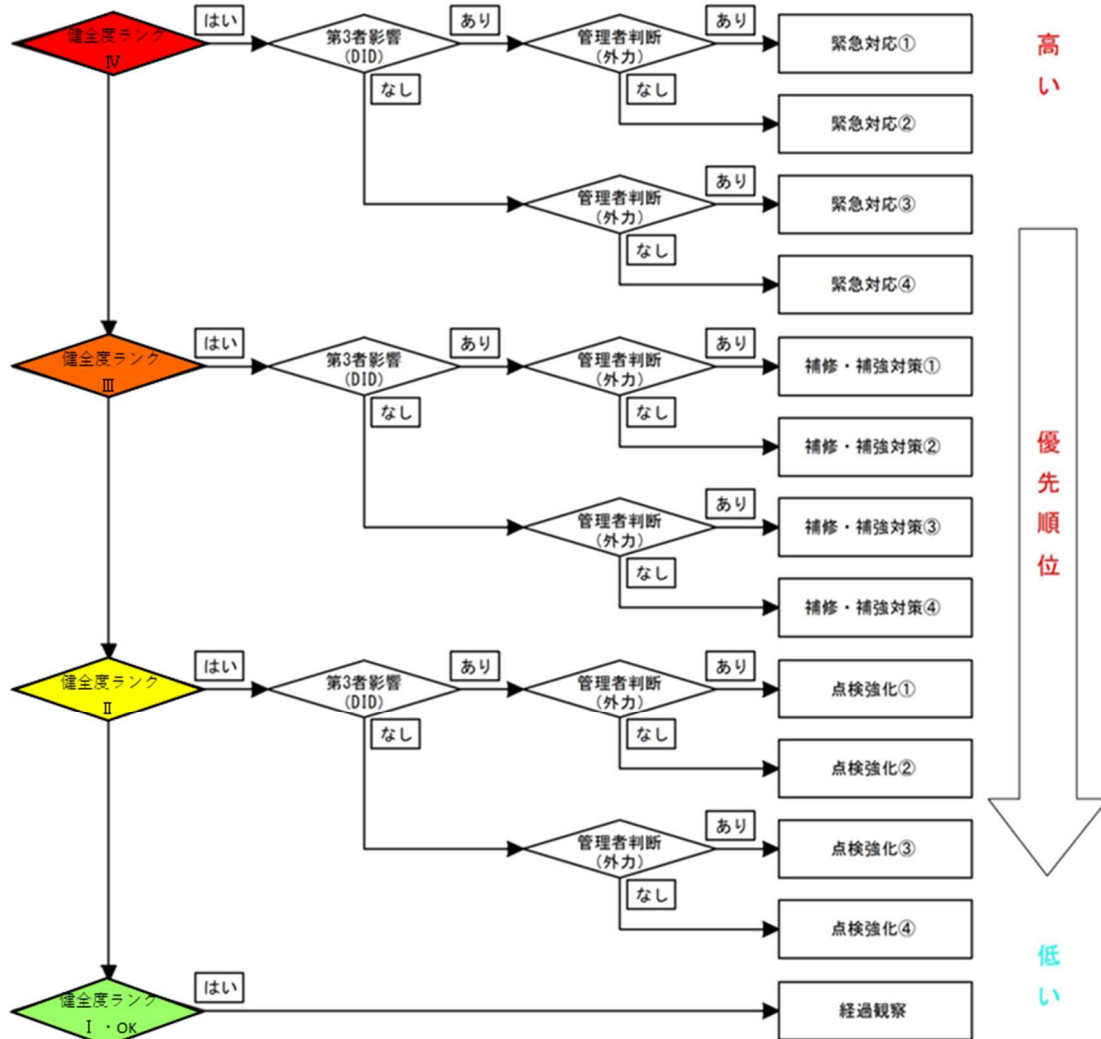 健全度ランク
Ⅳ
はい
第3者影響
(DID)
あり
管理者判断
(外力)
あり
緊急対応①
高い
なし
なし
緊急対応②
管理者判断
(外力)
あり
緊急対応③
なし
緊急対応④
健全度ランク
Ⅲ
はい
第3者影響
(DID)
あり
管理者判断
(外力)
あり
補修・補強対策①
なし
なし
補修・補強対策②
優先順位
管理者判断
(外力)
あり
補修・補強対策③
なし
補修・補強対策④
健全度ランク
Ⅱ
はい
第3者影響
(DID)
あり
管理者判断
(外力)
あり
点検強化①
なし
なし
点検強化②
管理者判断
(外力)
あり
点検強化③
なし
点検強化④
低い
健全度ランク
Ⅰ・OK
はい
経過観察